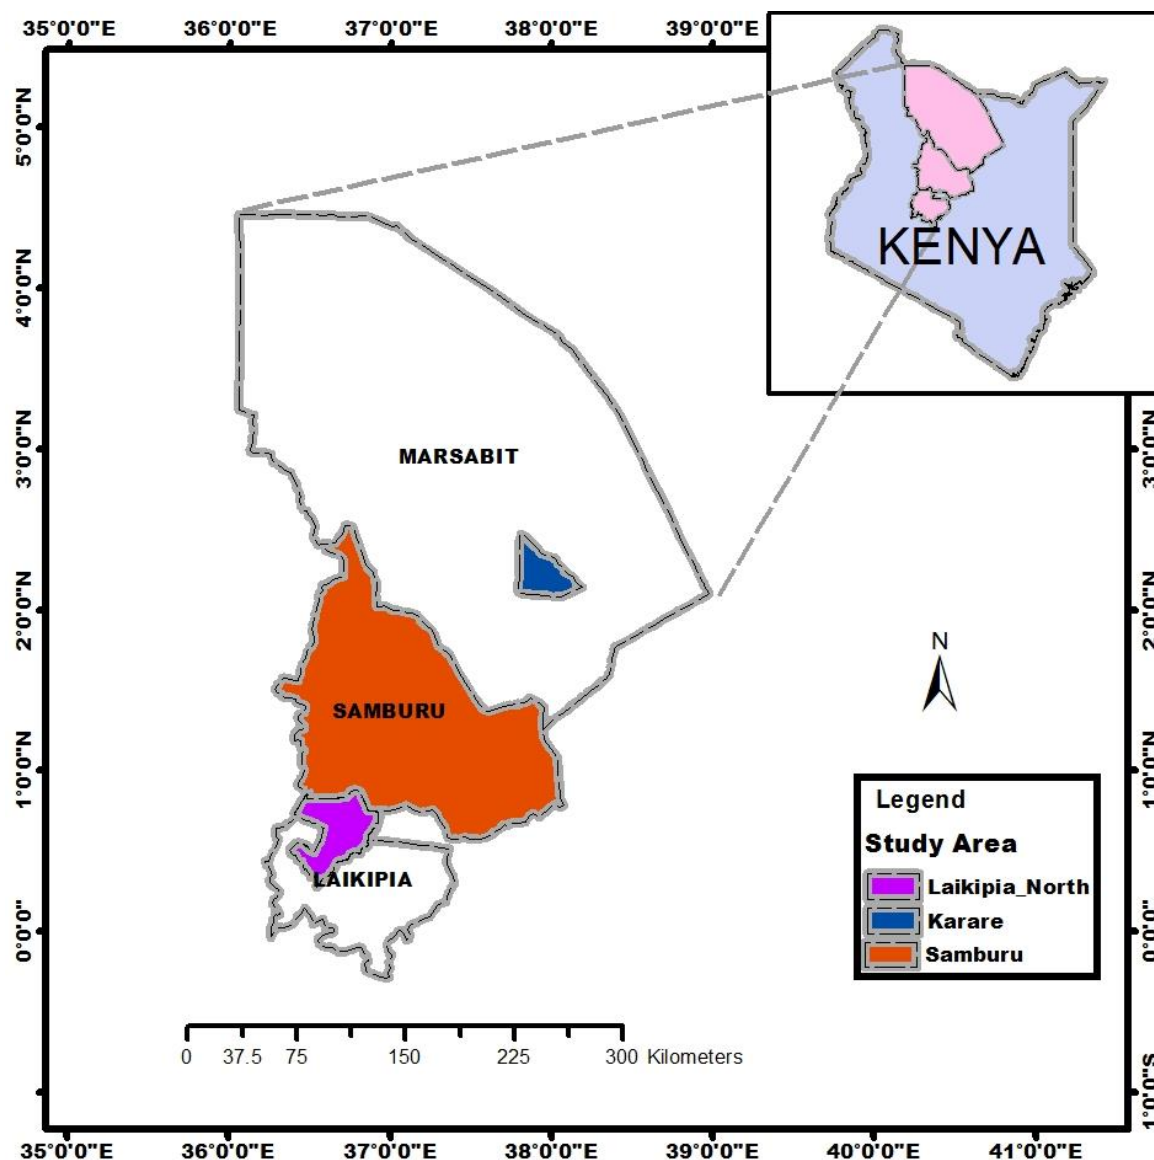 35°0'0"E 36°0'0"E 37°0'0"E 38°0'0"E 39°0'0"E
KENYA
5°0'0"N
4°0'0"N
3°0'0"N
2°0'0"N
1°0'0"N
0°0'0"
MARSABIT
SAMBURU
LAIKIPIA
N
3°0'0"N
2°0'0"N
1°0'0"N
0°0'0"
1°0'0"S
Legend
Study Area
Laikipia_North
Karare
Samburu
0 37.5 75 150 225 300 Kilometers
35°0'0"E 36°0'0"E 37°0'0"E 38°0'0"E 39°0'0"E 40°0'0"E 41°0'0"E